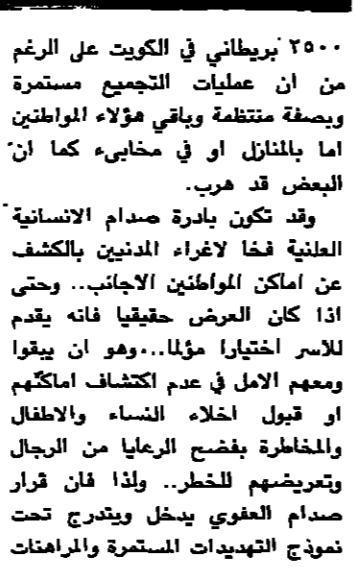 ٢٥٠٠ بريطاني في الكويت على الرغم
من ان عمليات التجميع مستمرة
وبصفة منتظمة وباقي هؤلاء المواطنين
اما بالمنازل او في مخابىء كما ان
البعض قد هرب.
وقد تكون بادرة صدام الانسانية
العلنية فخا لاغراء المدنيين بالكشف
عن اماكن المواطنين الاجانب.. وحتى
اذا كان العرض حقيقيا فانه يقدم
للاسر اختيارا مؤلما...وهو ان يبقوا
ومعهم الامل في عدم اكتشاف اماكنهم
او قبول اخلاء النساء والاطفال
والمخاطرة بفضح الرعايا من الرجال
وتعريضهم للخطر.. ولذا فان قرار
صدام العفوي يدخل ويتدرج تحت
نموذج التهديدات المستمرة والمراهنات